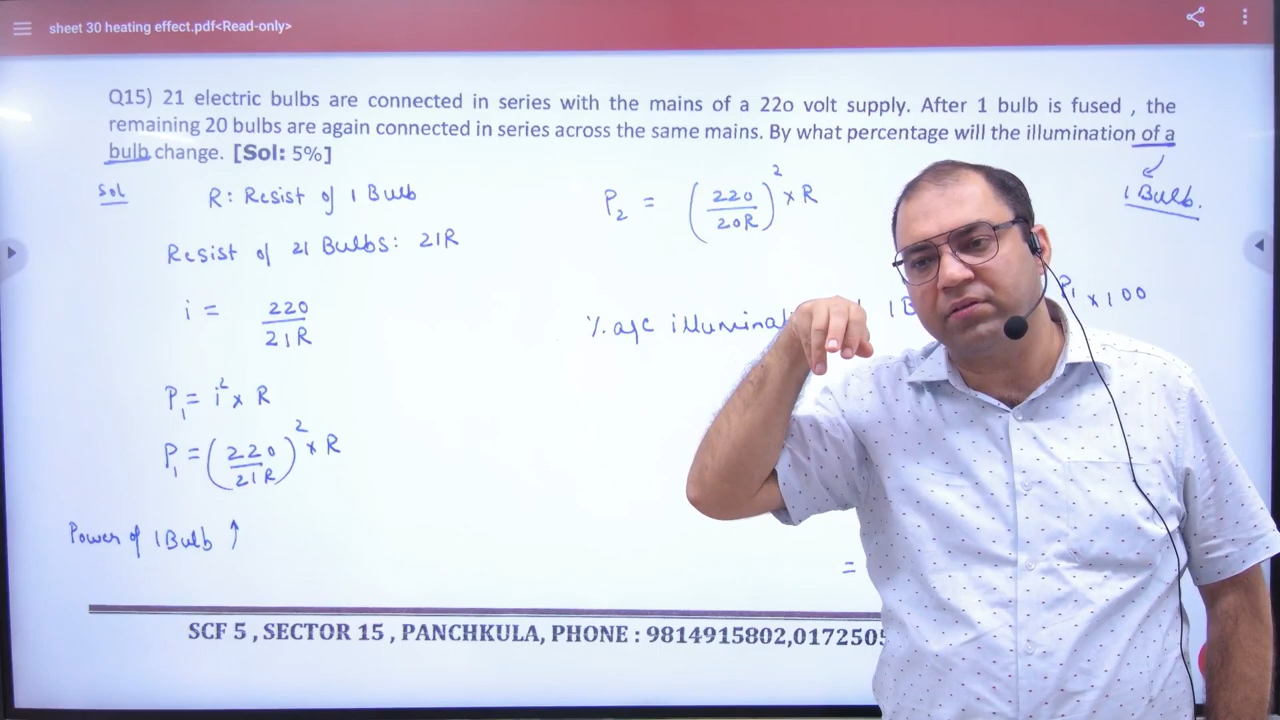 sheet 30 heating effect.pdf<Read-only>
Q15) 21 electric bulbs are connected in series with the mains of a 22o volt supply. After 1 bulb is fused , the
remaining 20 bulbs are again connected in series across the same mains. By what percentage will the illumination of a
bulb change. [Sol: 5%]
Sol
R: Resist of 1 Bulb
Resist of 21 Bulbs: 21R
i = 220/21R
P₁ = i² x R
P₁ = (220/21R)² x R
Power of 1 Bulb ↑
P₂ = (220/20R)² x R
1 Bulb.
P₁ x 100
=
SCF 5 , SECTOR 15 , PANCHKULA, PHONE : 9814915802,0172505